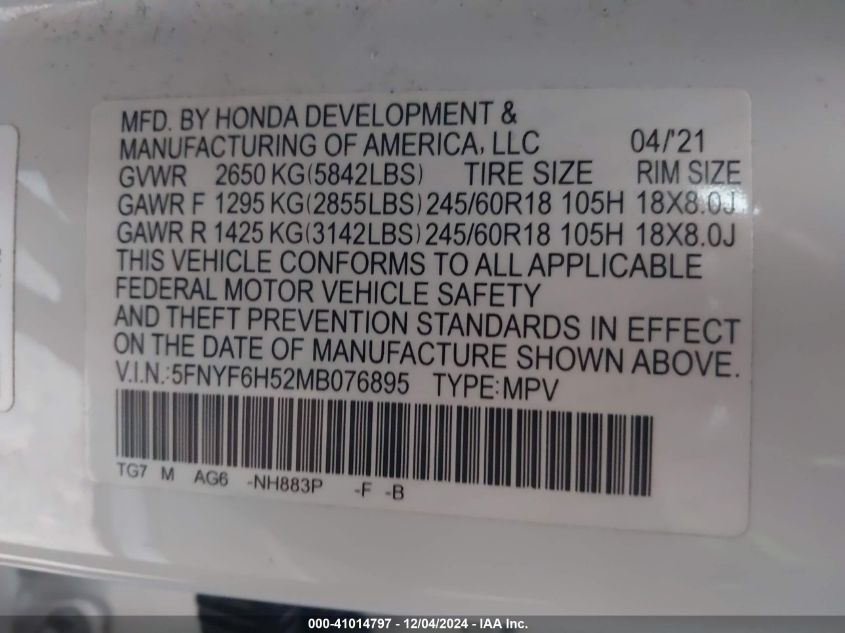 MFD. BY HONDA DEVELOPMENT &
MANUFACTURING OF AMERICA, LLC 04/'21
GVWR 2650 KG(5842LBS) TIRE SIZE RIM SIZE
GAWR F 1295 KG(2855LBS) 245/60R18 105H 18X8.0J
GAWR R 1425 KG(3142LBS) 245/60R18 105H 18X8.0J
THIS VEHICLE CONFORMS TO ALL APPLICABLE
FEDERAL MOTOR VEHICLE SAFETY
AND THEFT PREVENTION STANDARDS IN EFFECT
ON THE DATE OF MANUFACTURE SHOWN ABOVE.
V.I.N.:5FNYF6H52MB076895 TYPE:MPV
TG7 M AG6 -NH883P -F -B
000-41014797 - 12/04/2024 - IAA Inc.